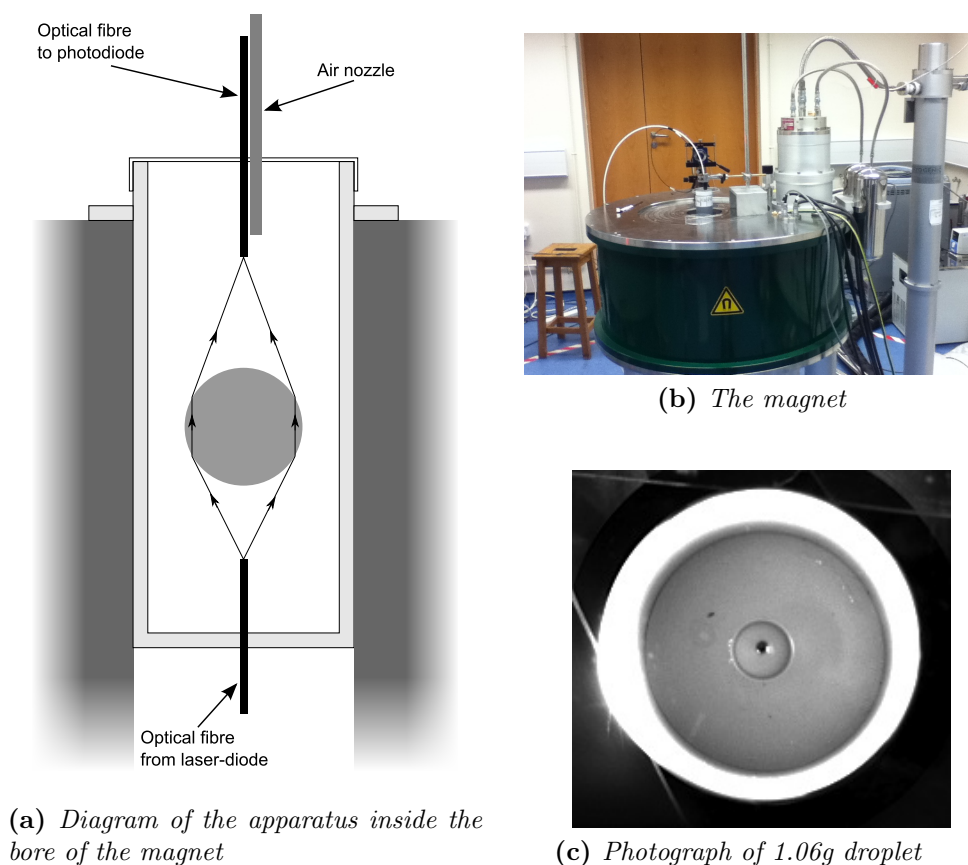 Optical fibre
to photodiode
Air nozzle
Optical fibre
from laser-diode
(a) Diagram of the apparatus inside the
bore of the magnet
(b) The magnet
(c) Photograph of 1.06g droplet